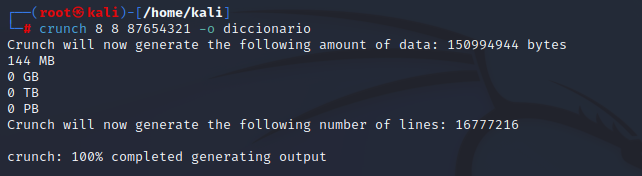 ┌──(root㉿kali)-[/home/kali]
└─# crunch 8 8 87654321 -o diccionario
Crunch will now generate the following amount of data: 150994944 bytes
144 MB
0 GB
0 TB
0 PB
Crunch will now generate the following number of lines: 16777216
crunch: 100% completed generating output